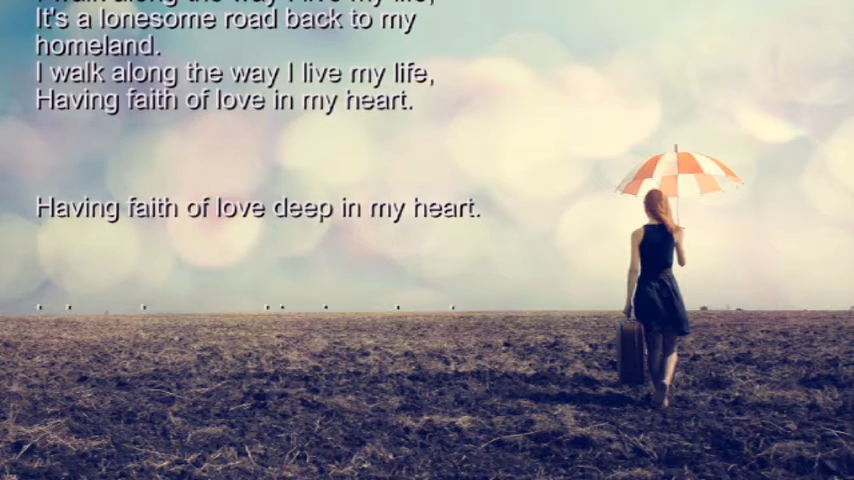 I walk along the way I live my life,
It's a lonesome road back to my
homeland.
I walk along the way I live my life,
Having faith of love in my heart.
Having faith of love deep in my heart.